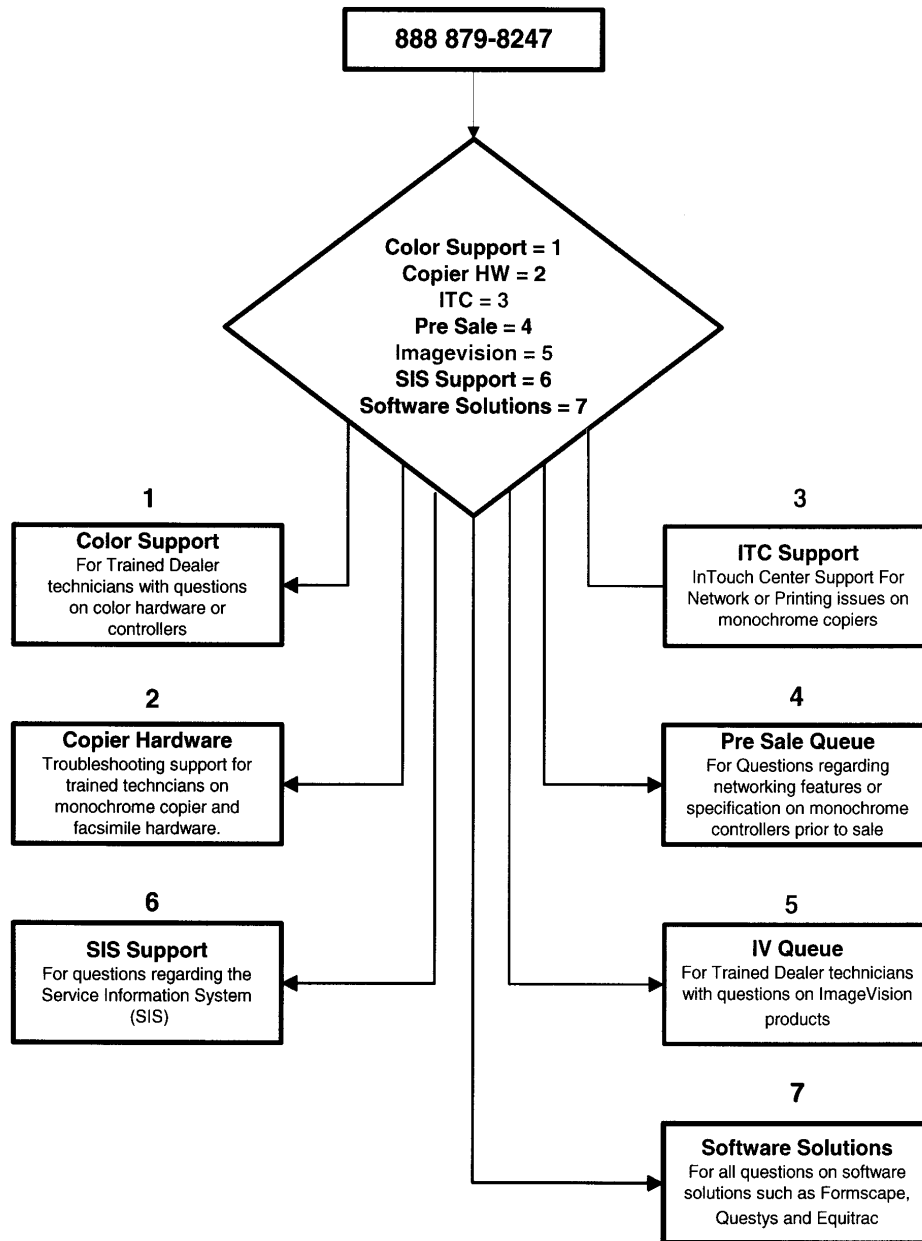 888 879-8247
Color Support = 1
Copier HW = 2
ITC = 3
Pre Sale = 4
Imagevision = 5
SIS Support = 6
Software Solutions = 7
1
Color Support
For Trained Dealer
technicians with questions
on color hardware or
controllers
3
ITC Support
InTouch Center Support For
Network or Printing issues on
monochrome copiers
2
Copier Hardware
Troubleshooting support for
trained techncians on
monochrome copier and
facsimile hardware.
4
Pre Sale Queue
For Questions regarding
networking features or
specification on monochrome
controllers prior to sale
6
SIS Support
For questions regarding the
Service Information System
(SIS)
5
IV Queue
For Trained Dealer technicians
with questions on ImageVision
products
7
Software Solutions
For all questions on software
solutions such as Formscape,
Questys and Equitrac